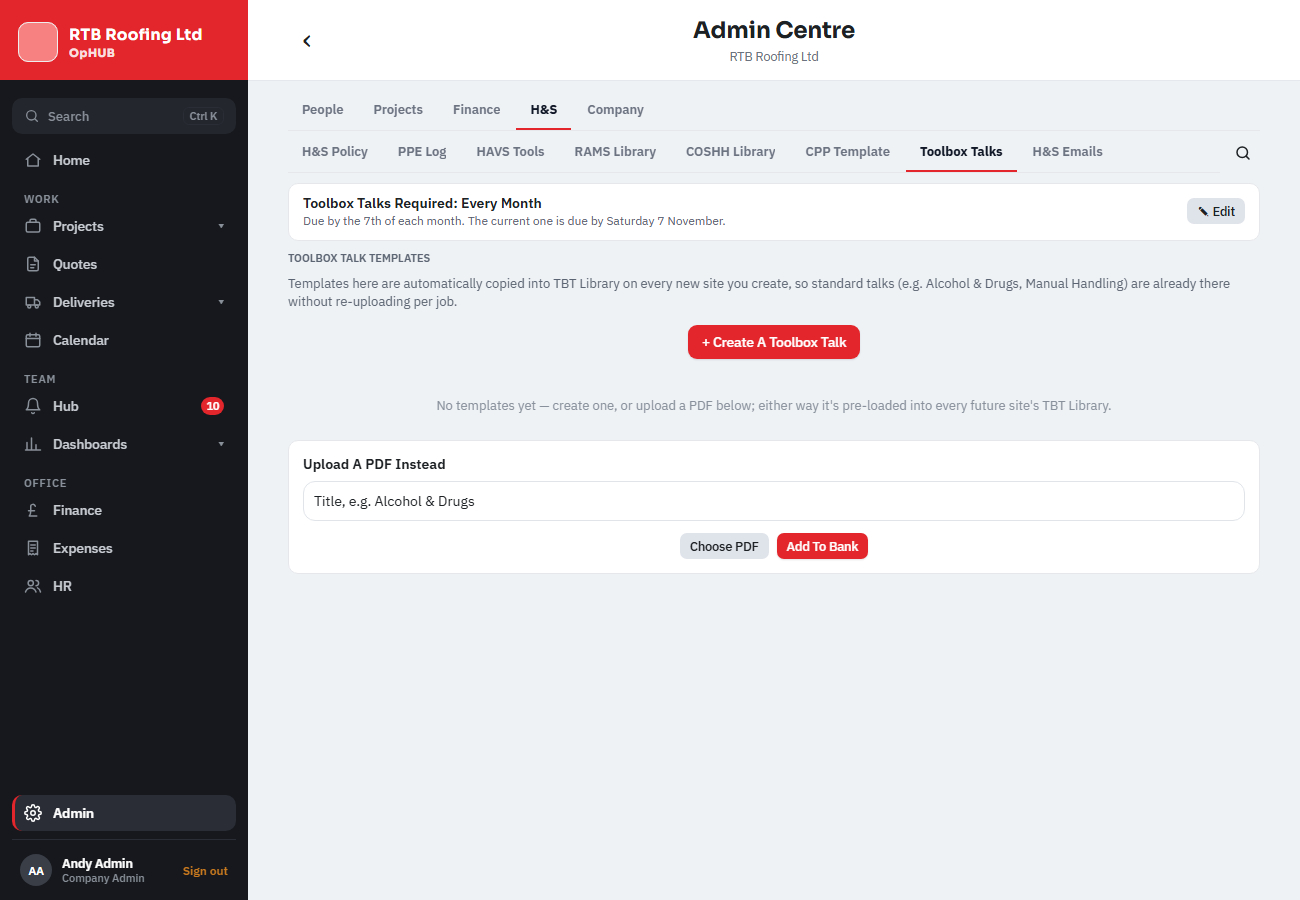 RTB Roofing Ltd
OpHUB
Search
Ctrl K
Home
WORK
Projects
Quotes
Deliveries
Calendar
TEAM
Hub
10
Dashboards
OFFICE
Finance
Expenses
HR
Admin
AA
Andy Admin
Company Admin
Sign out
Admin Centre
RTB Roofing Ltd
People
Projects
Finance
H&S
Company
H&S Policy
PPE Log
HAVS Tools
RAMS Library
COSHH Library
CPP Template
Toolbox Talks
H&S Emails
Toolbox Talks Required: Every Month
Due by the 7th of each month. The current one is due by Saturday 7 November.
Edit
TOOLBOX TALK TEMPLATES
Templates here are automatically copied into TBT Library on every new site you create, so standard talks (e.g. Alcohol & Drugs, Manual Handling) are already there
without re-uploading per job.
+ Create A Toolbox Talk
No templates yet — create one, or upload a PDF below; either way it's pre-loaded into every future site's TBT Library.
Upload A PDF Instead
Title, e.g. Alcohol & Drugs
Choose PDF
Add To Bank